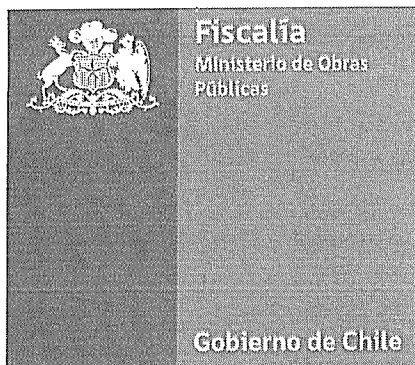 Fiscalía
Ministerio de Obras
Públicas
Gobierno de Chile